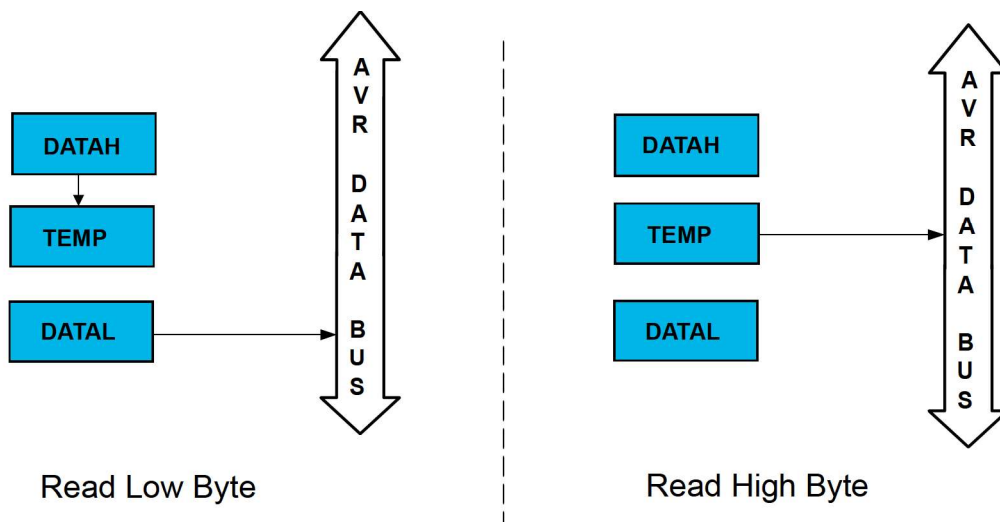 DATAH
TEMP
DATAL
AVR DATA BUS
Read Low Byte
DATAH
TEMP
DATAL
AVR DATA BUS
Read High Byte